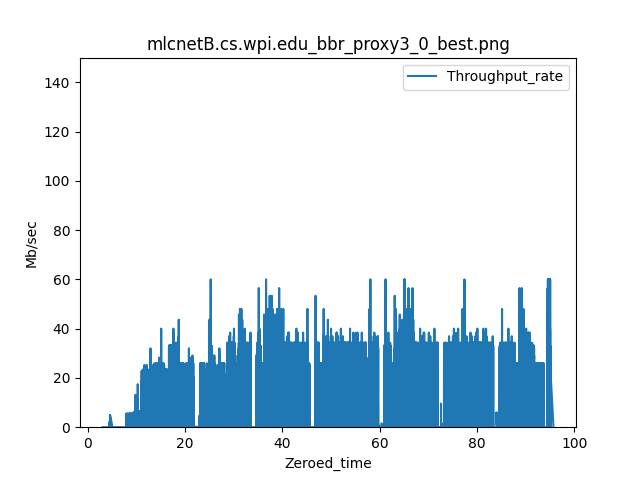 mlcnetB.cs.wpi.edu_bbr_proxy3_0_best.png
Throughput_rate
Mb/sec
140
120
100
80
60
40
20
0
0 20 40 60 80 100
Zeroed_time